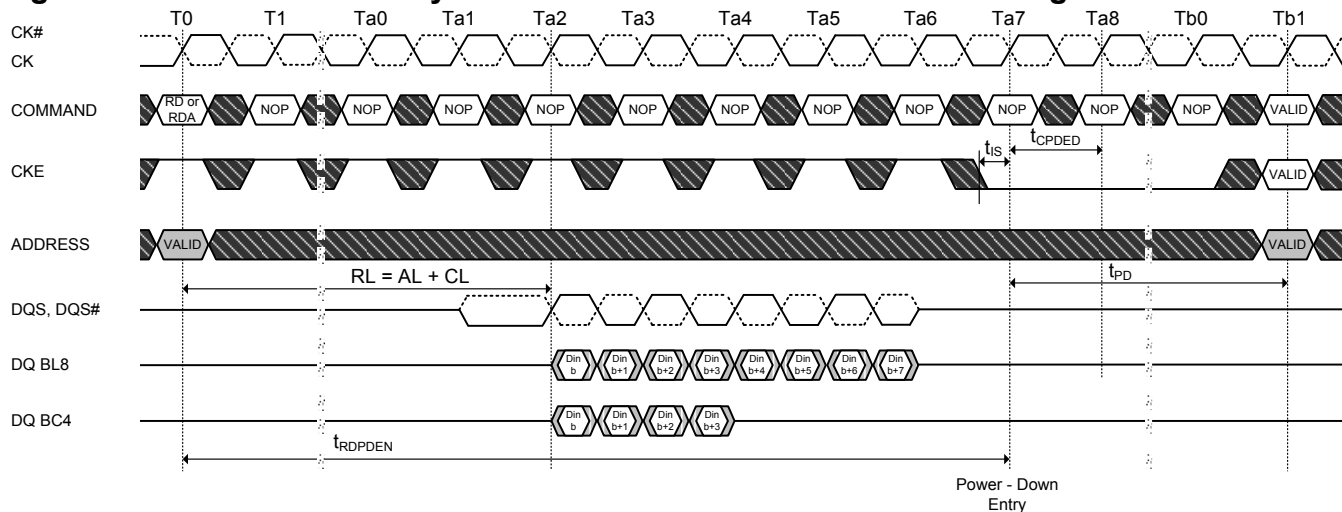 T0 T1 Ta0 Ta1 Ta2 Ta3 Ta4 Ta5 Ta6 Ta7 Ta8 Tb0 Tb1
CK#
CK
COMMAND
RD or
RDA
NOP NOP NOP NOP NOP NOP NOP NOP NOP NOP NOP VALID
tIS
tCPDED
CKE
VALID
ADDRESS
VALID VALID
RL = AL + CL
tPD
DQS, DQS#
DQ BL8
Din b Din b+1 Din b+2 Din b+3 Din b+4 Din b+5 Din b+6 Din b+7
DQ BC4
Din b Din b+1 Din b+2 Din b+3
tRDPDEN
Power - Down
Entry